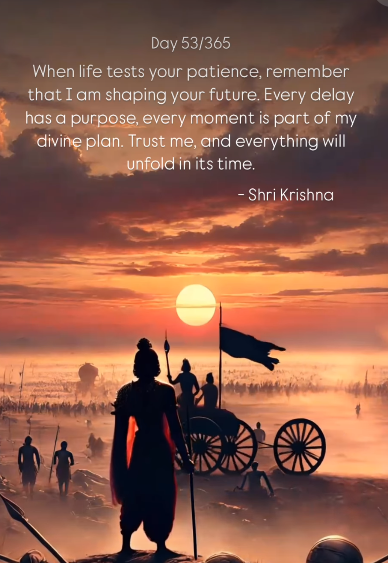 Day 53/365
When life tests your patience, remember
that I am shaping your future. Every delay
has a purpose, every moment is part of my
divine plan. Trust me, and everything will
unfold in its time.
- Shri Krishna